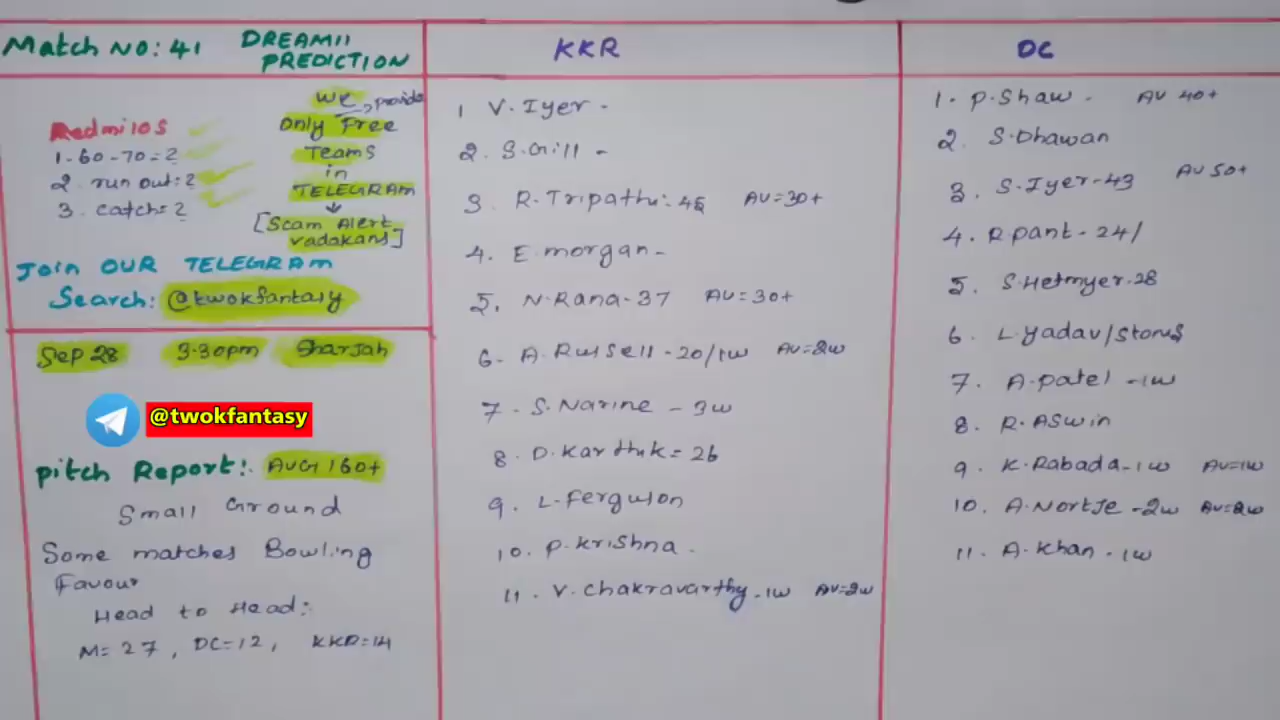 Match No: 41 DREAM11 PREDICTION
Redmi10s
1-60-70=2
2. run out:2
3. catch=2
We provide
Only Free
Teams
in
TELEGRAM
[Scam Alert
vadakans]
Join OUR TELEGRAM
Search: @twokfantasy
Sep 28 3.30pm Sharjah
@twokfantasy
Pitch Report:- AVG 160+
Small Ground
Some matches Bowling
Favour
Head to Head:-
M=27, DC=12, KKR=14
KKR
1 V. Iyer -
2. S. Gill -
3. R. Tripathi: 45 AV=30+
4. E. morgan -
5. N. Rana-37 AV=30+
6- A. Russell-20/1W AV=2W
7. S. Narine - 3W
8. D. Karthik=26
9. L. Ferguson
10. P. Krishna.
11. V. Chakravarthy-1W AV=2W
DC
1. P. Shaw - AV 40+
2. S. Dhawan
3. S. Iyer-43 AV 50+
4. R. Pant - 24/
5. S. Hetmyer-28
6. L. yadav/Stonis
7. A. Patel -1W
8. R. ASwin
9. K. Rabada-1W AV=1W
10. A. Nortje -2W AV=2W
11. A. Khan - 1W